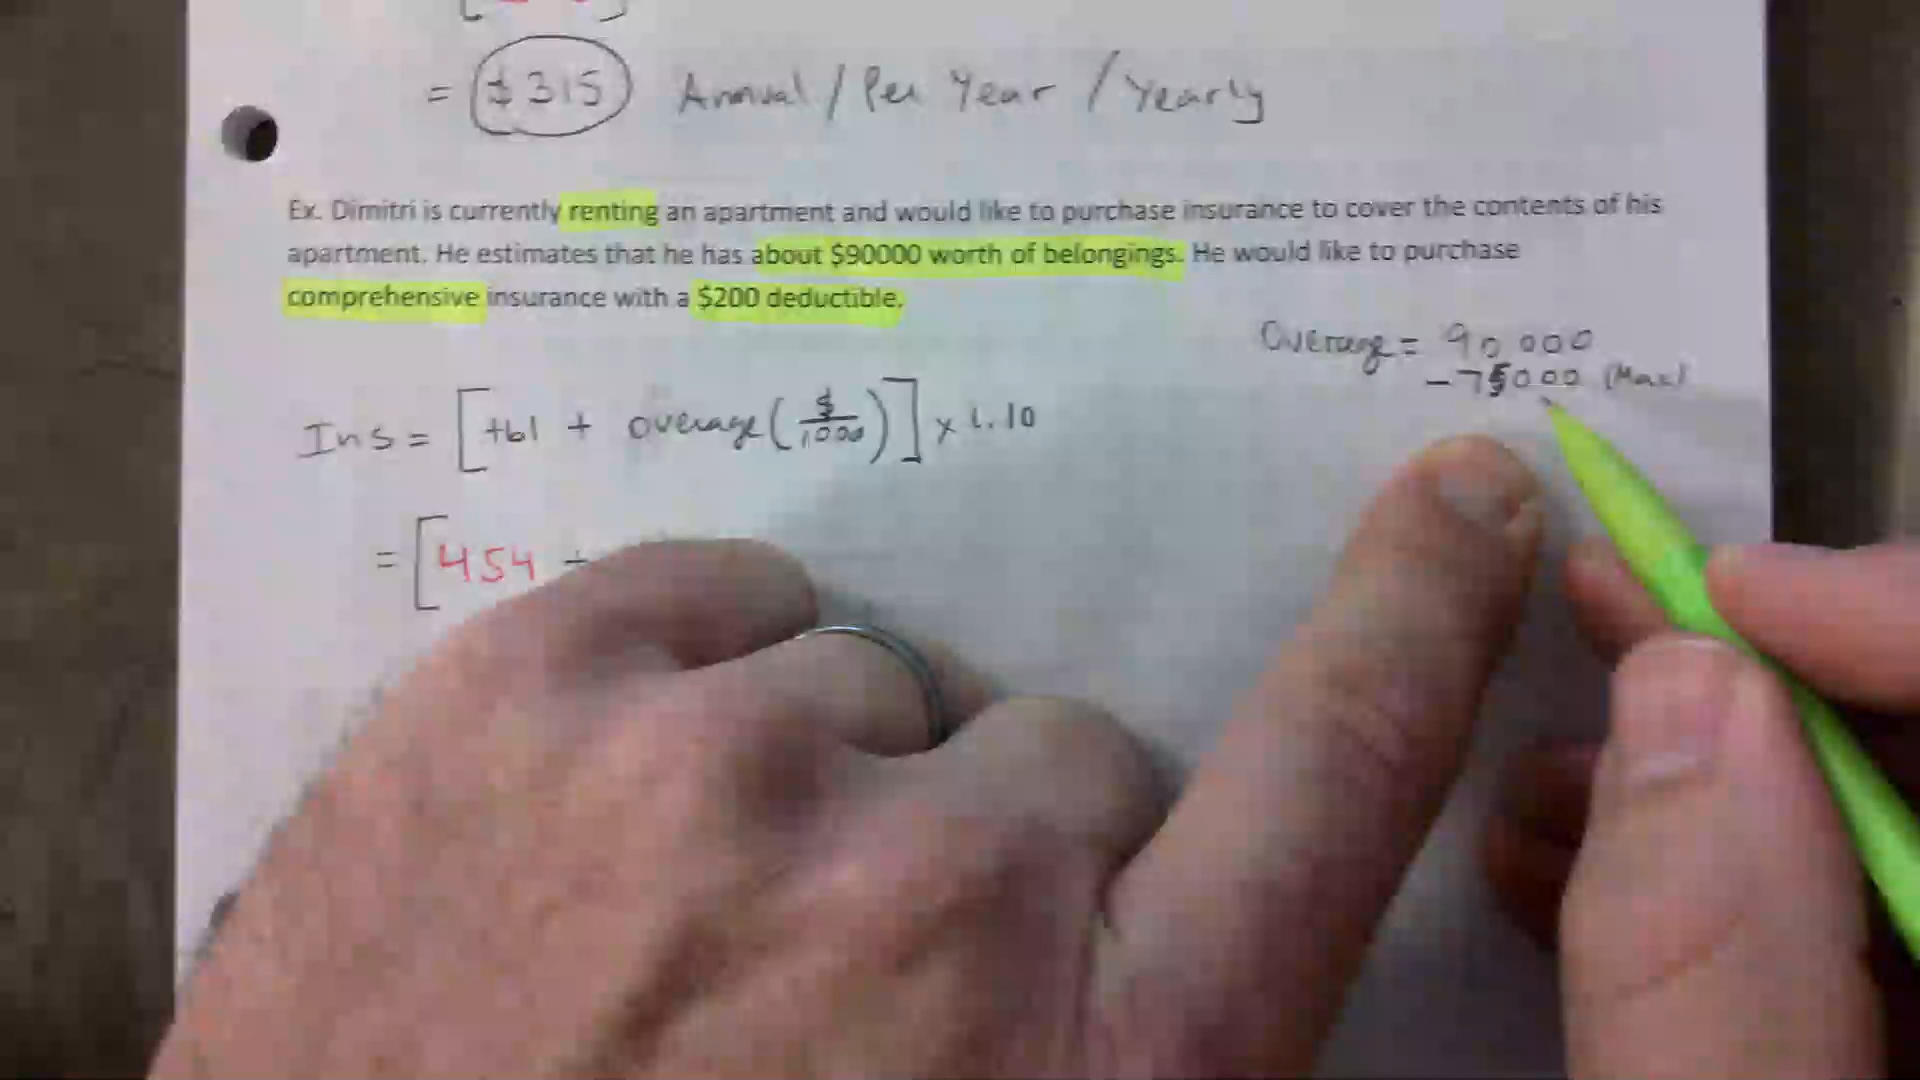 = $315 Annual / Per Year / Yearly
Ex. Dimitri is currently renting an apartment and would like to purchase insurance to cover the contents of his
apartment. He estimates that he has about $90000 worth of belongings. He would like to purchase
comprehensive insurance with a $200 deductible.
Overage = 90 000
- 75000 (Max)
Ins = [tbl + overage($/1000)] x 1.10
= [454 +